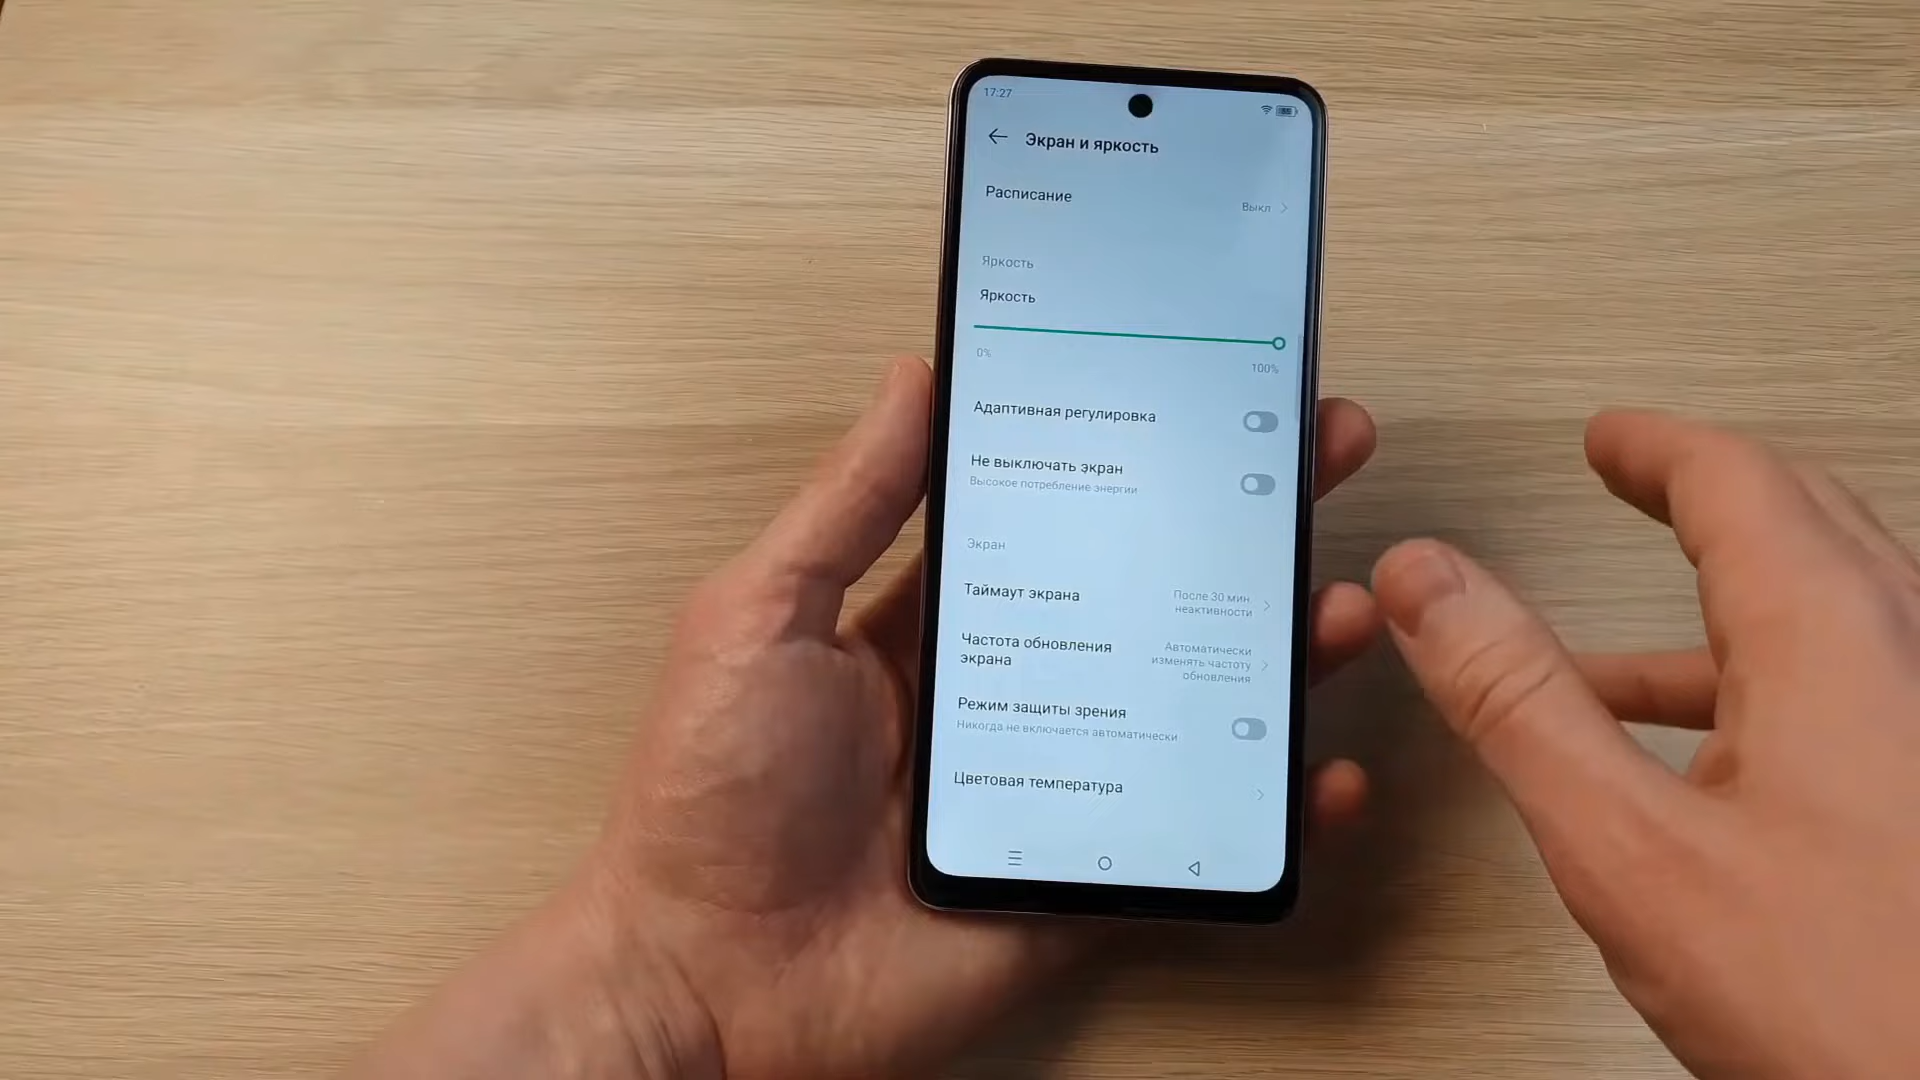 17:27
Экран и яркость
Расписание
Выкл
Яркость
Яркость
0%
100%
Адаптивная регулировка
Не выключать экран
Высокое потребление энергии
Экран
Таймаут экрана
После 30 мин
неактивности
Частота обновления
экрана
Автоматически
изменять частоту
обновления
Режим защиты зрения
Никогда не включается автоматически
Цветовая температура